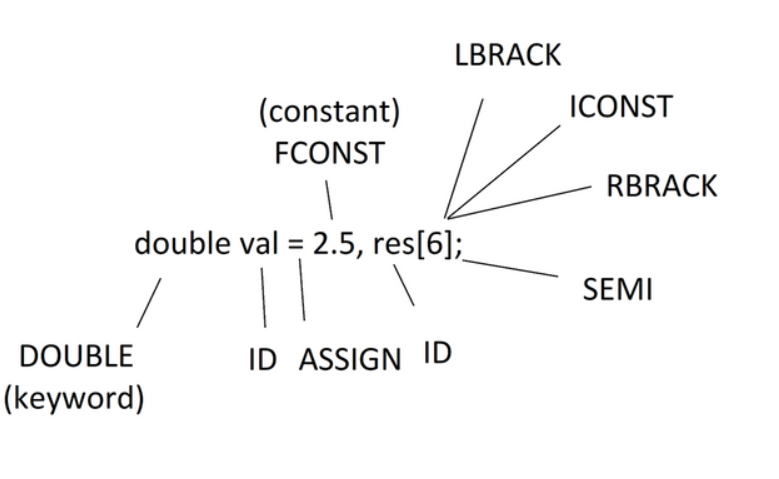 LBRACK
(constant)
ICONST
FCONST
RBRACK
double val = 2.5, res[6];
SEMI
DOUBLE
ID
ASSIGN
ID
(keyword)